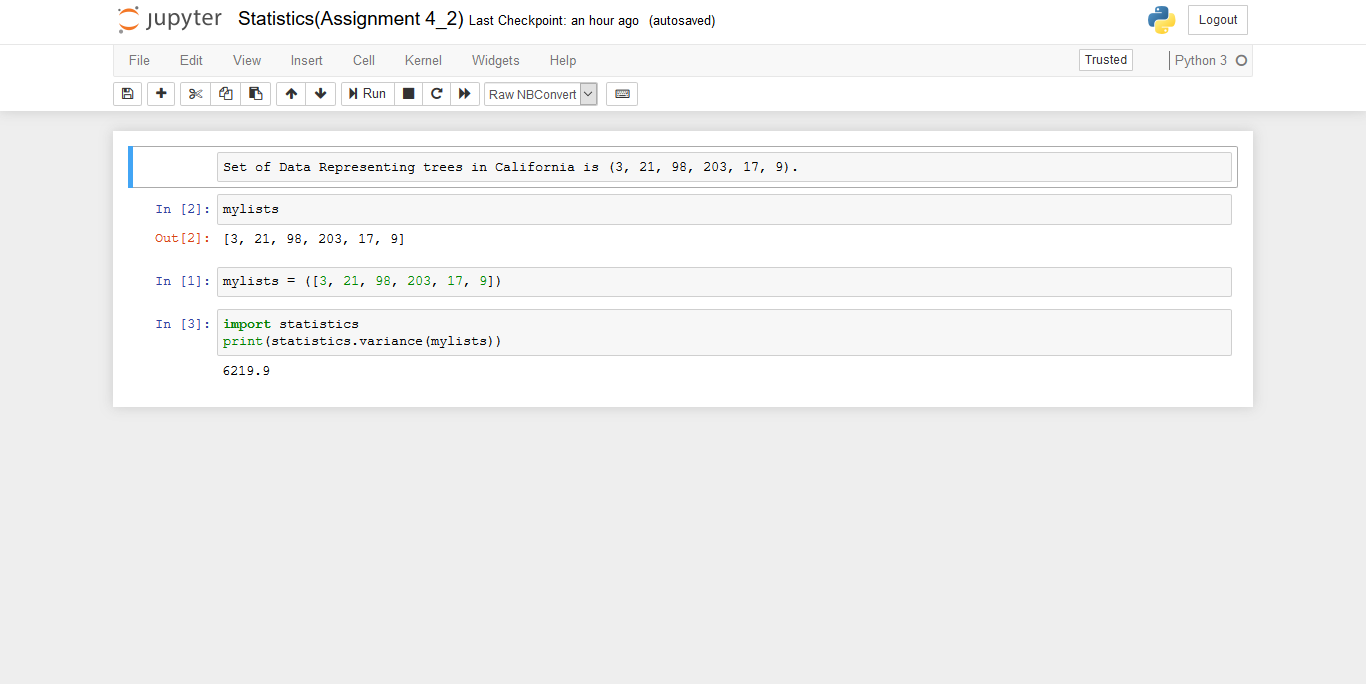 jupyter Statistics(Assignment 4_2) Last Checkpoint: an hour ago (autosaved) Logout
File Edit View Insert Cell Kernel Widgets Help Trusted Python 3
Run Raw NBConvert
Set of Data Representing trees in California is (3, 21, 98, 203, 17, 9).
In [2]: mylists
Out[2]: [3, 21, 98, 203, 17, 9]
In [1]: mylists = ([3, 21, 98, 203, 17, 9])
In [3]: import statistics
print(statistics.variance(mylists))
6219.9